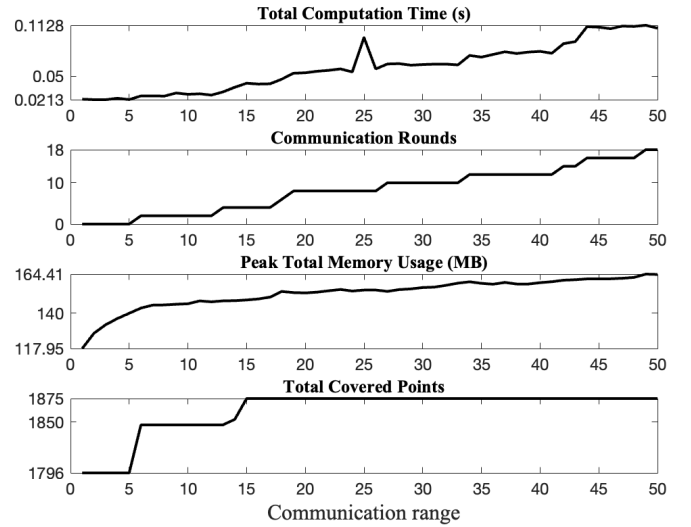 Total Computation Time (s)
0.1128
0.05
0.0213
0 5 10 15 20 25 30 35 40 45 50
Communication Rounds
18
10
0
0 5 10 15 20 25 30 35 40 45 50
Peak Total Memory Usage (MB)
164.41
140
117.95
0 5 10 15 20 25 30 35 40 45 50
Total Covered Points
1875
1850
1796
0 5 10 15 20 25 30 35 40 45 50
Communication range